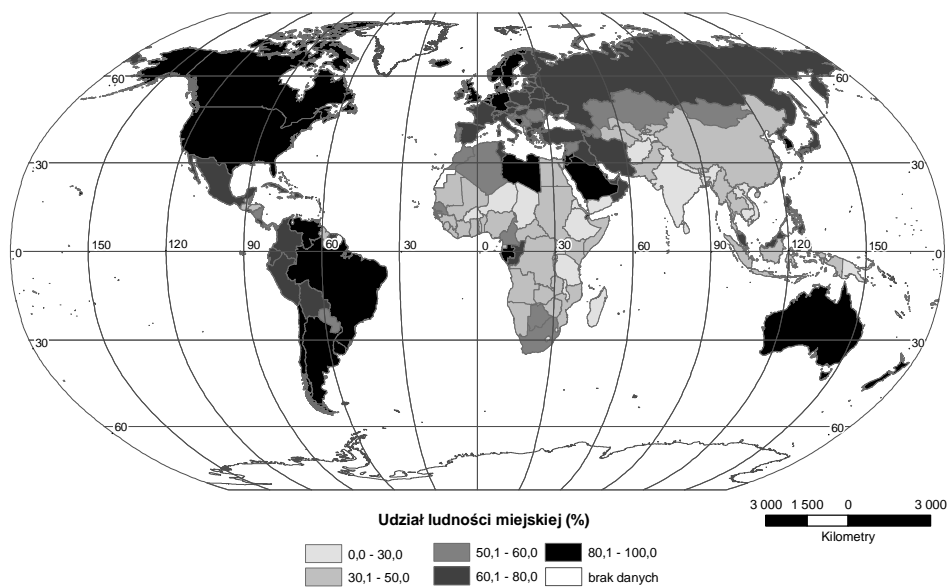 60 60
30 30
0 150 120 90 60 30 0 30 60 90 120 150 0
30 30
60 60
Udział ludności miejskiej (%)
0,0 - 30,0 50,1 - 60,0 80,1 - 100,0
30,1 - 50,0 60,1 - 80,0 brak danych
3 000 1 500 0 3 000
Kilometry